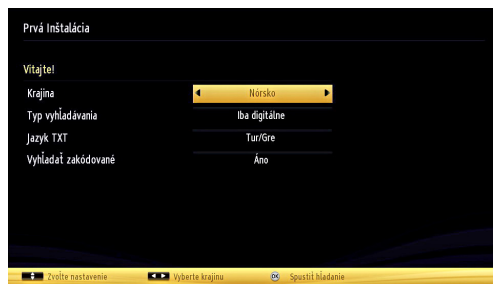 Prvá Inštalácia
Vitajte!
Krajina Nórsko
Typ vyhľadávania Iba digitálne
Jazyk TXT Tur/Gre
Vyhľadať zakódované Áno
Zvoľte nastavenie Vyberte krajinu OK Spustiť hľadanie